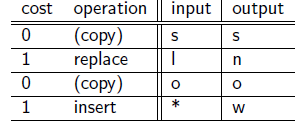 cost operation input output
0 (copy) s s
1 replace l n
0 (copy) o o
1 insert * w